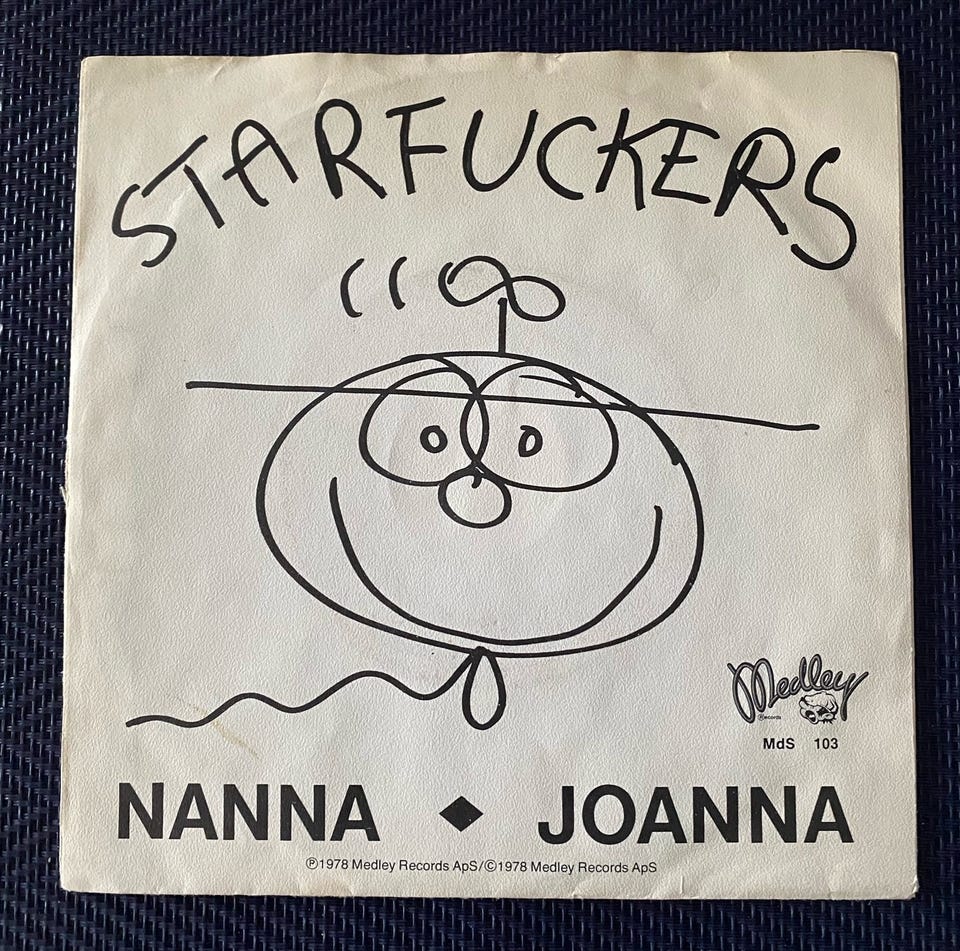 STARFUCKERS
Medley
Records
MdS 103
NANNA ◆ JOANNA
℗1978 Medley Records ApS/©1978 Medley Records ApS